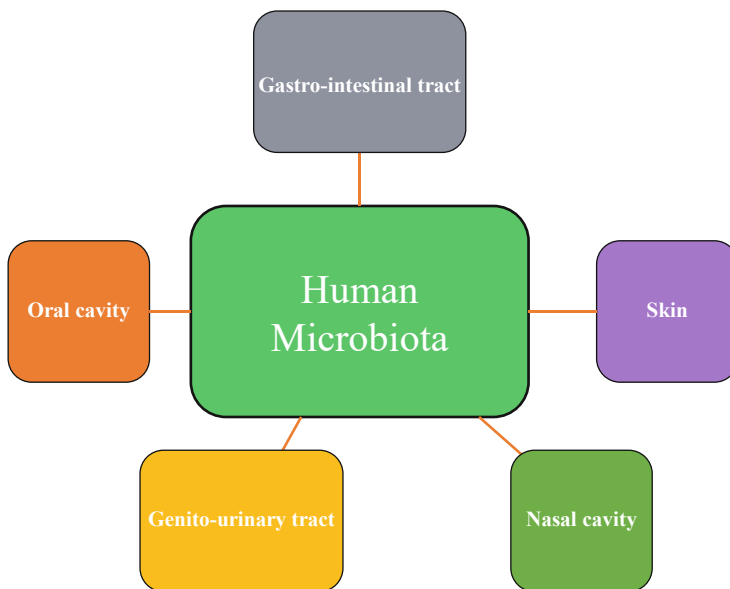 Gastro-intestinal tract
Oral cavity
Human
Microbiota
Skin
Genito-urinary tract
Nasal cavity